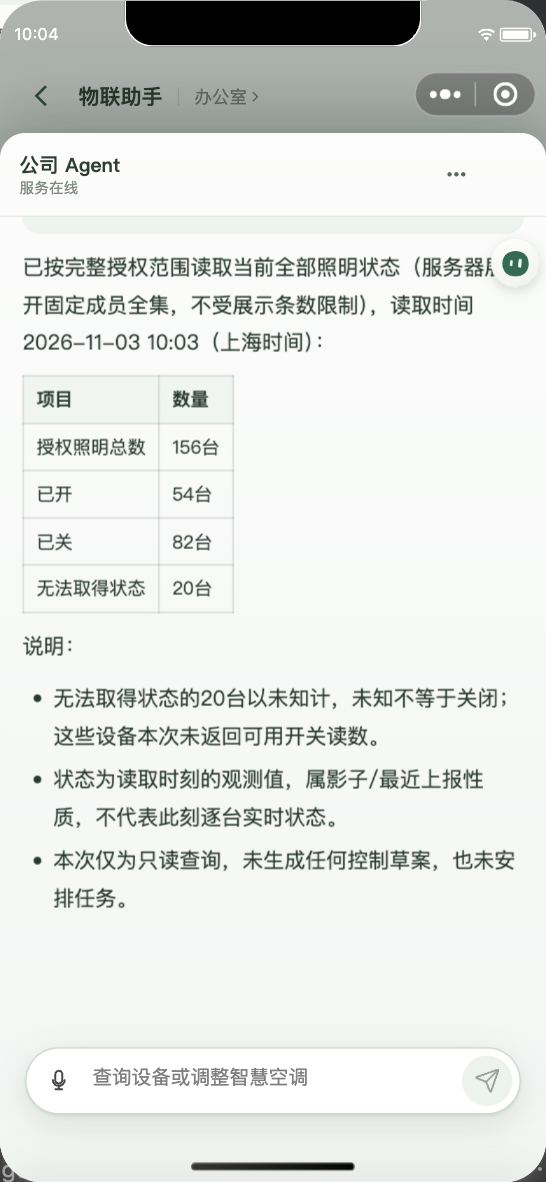 10:04
物联助手 | 办公室 >
公司 Agent
服务在线
已按完整授权范围读取当前全部照明状态（服务器
开固定成员全集，不受展示条数限制），读取时间
2026-11-03 10:03（上海时间）：
项目 数量
授权照明总数 156台
已开 54台
已关 82台
无法取得状态 20台
说明：
• 无法取得状态的20台以未知计，未知不等于关闭；
这些设备本次未返回可用开关读数。
• 状态为读取时刻的观测值，属影子/最近上报性
质，不代表此刻逐台实时状态。
• 本次仅为只读查询，未生成任何控制草案，也未安
排任务。
查询设备或调整智慧空调